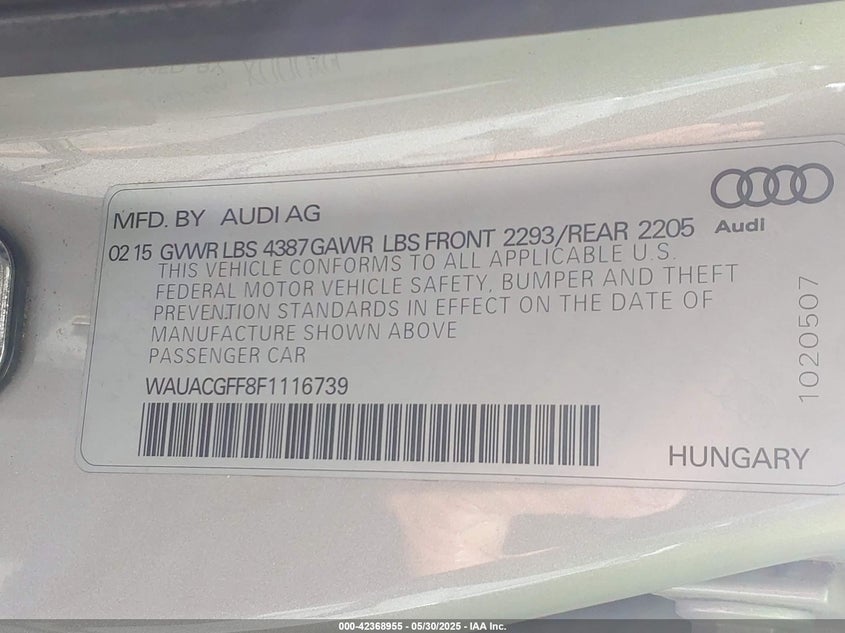 MFD. BY AUDI AG
Audi
02 15 GVWR LBS 4387 GAWR LBS FRONT 2293/REAR 2205
THIS VEHICLE CONFORMS TO ALL APPLICABLE U.S.
FEDERAL MOTOR VEHICLE SAFETY, BUMPER AND THEFT
PREVENTION STANDARDS IN EFFECT ON THE DATE OF
MANUFACTURE SHOWN ABOVE
PASSENGER CAR
WAUACGFF8F1116739
HUNGARY
1020507
000-42368955 - 05/30/2025 - IAA Inc.